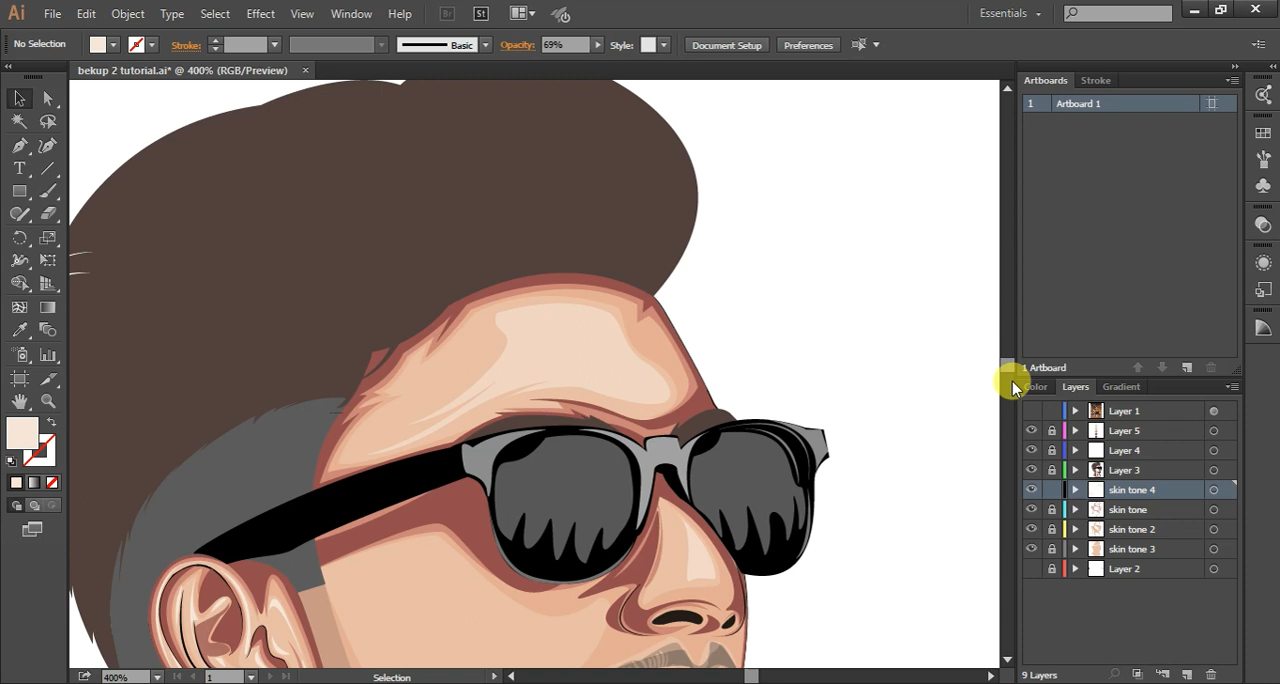 Ai File Edit Object Type Select Effect View Window Help Br St Essentials
No Selection Stroke: Basic Opacity: 69% Style: Document Setup Preferences
bekup 2 tutorial.ai* @ 400% (RGB/Preview) ×
Artboards Stroke
1 Artboard 1
1 Artboard
Color Layers Gradient
Layer 1
Layer 5
Layer 4
Layer 3
skin tone 4
skin tone
skin tone 2
skin tone 3
Layer 2
400% 1 Selection 9 Layers